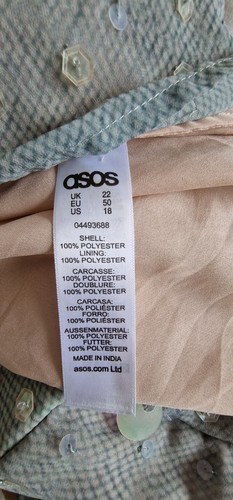 asos
UK 22
EU 50
US 18
04493688
SHELL:
100% POLYESTER
LINING:
100% POLYESTER
CARCASSE:
100% POLYESTER
DOUBLURE:
100% POLYESTER
CARCASA:
100% POLIÉSTER
FORRO:
100% POLIÉSTER
AUSSENMATERIAL:
100% POLYESTER
FUTTER:
100% POLYESTER
MADE IN INDIA
asos.com Ltd